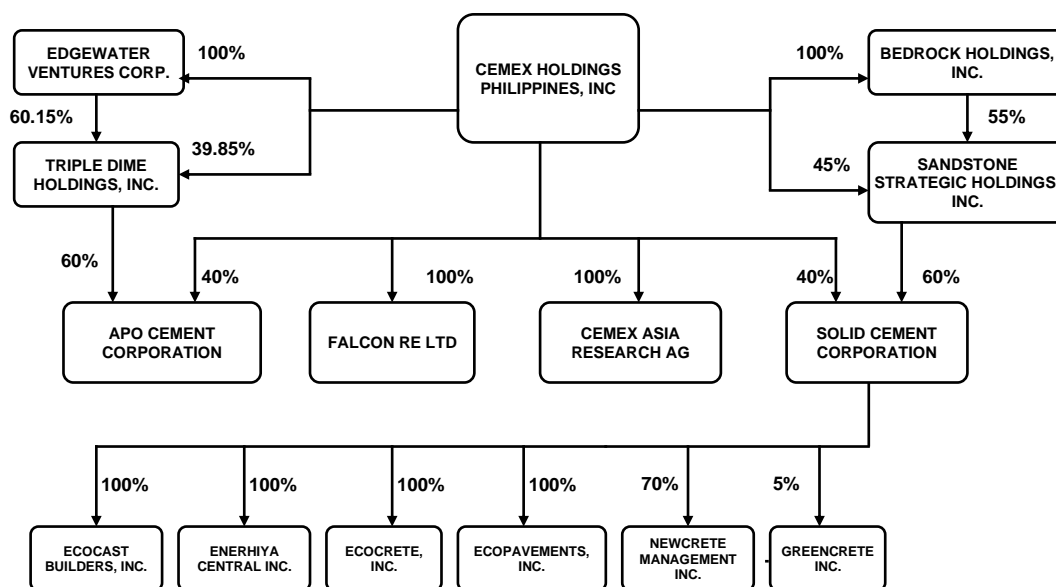 EDGEWATER
VENTURES CORP.
100%
CEMEX HOLDINGS
PHILIPPINES, INC
100%
BEDROCK HOLDINGS,
INC.
60.15%
39.85%
55%
45%
TRIPLE DIME
HOLDINGS, INC.
SANDSTONE
STRATEGIC HOLDINGS
INC.
60%
40%
100%
100%
40%
60%
APO CEMENT
CORPORATION
FALCON RE LTD
CEMEX ASIA
RESEARCH AG
SOLID CEMENT
CORPORATION
100%
100%
100%
100%
70%
5%
ECOCAST
BUILDERS, INC.
ENERHIYA
CENTRAL INC.
ECOCRETE,
INC.
ECOPAVEMENTS,
INC.
NEWCRETE
MANAGEMENT
INC.
GREENCRETE
INC.